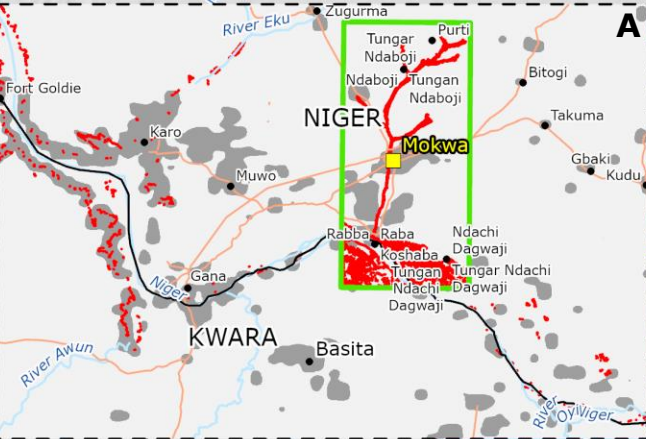 A
Zugurma
River Eku
Purti
Tungar
Ndaboji
Ndaboji
Tungan
Ndaboji
Bitogi
Fort Goldie
NIGER
Takuma
Karo
Mokwa
Gbaki
Kudu
Muwo
Rabba
Raba
Ndachi
Dagwaji
Koshaba
Tungan
Ndachi
Dagwaji
Tungar Ndachi
Dagwaji
Gana
Niger
KWARA
Basita
River Awun
River
Oyi
Niger